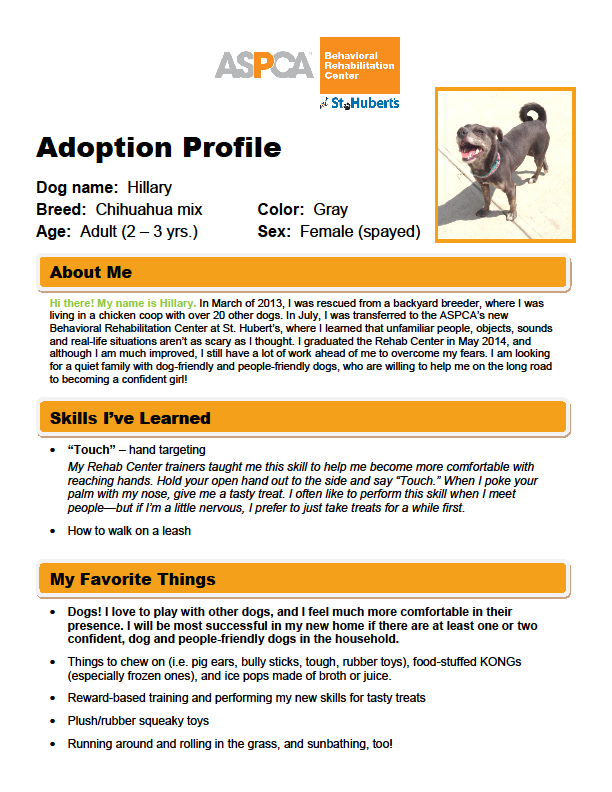 ASPCA
Behavioral
Rehabilitation
Center
St. Hubert's
Adoption Profile
Dog name: Hillary
Breed: Chihuahua mix Color: Gray
Age: Adult (2 – 3 yrs.) Sex: Female (spayed)
About Me
Hi there! My name is Hillary. In March of 2013, I was rescued from a backyard breeder, where I was
living in a chicken coop with over 20 other dogs. In July, I was transferred to the ASPCA's new
Behavioral Rehabilitation Center at St. Hubert's, where I learned that unfamiliar people, objects, sounds
and real-life situations aren't as scary as I thought. I graduated the Rehab Center in May 2014, and
although I am much improved, I still have a lot of work ahead of me to overcome my fears. I am looking
for a quiet family with dog-friendly and people-friendly dogs, who are willing to help me on the long road
to becoming a confident girl!
Skills I've Learned
• "Touch" – hand targeting
My Rehab Center trainers taught me this skill to help me become more comfortable with
reaching hands. Hold your open hand out to the side and say "Touch." When I poke your
palm with my nose, give me a tasty treat. I often like to perform this skill when I meet
people—but if I'm a little nervous, I prefer to just take treats for a while first.
• How to walk on a leash
My Favorite Things
• Dogs! I love to play with other dogs, and I feel much more comfortable in their
presence. I will be most successful in my new home if there are at least one or two
confident, dog and people-friendly dogs in the household.
• Things to chew on (i.e. pig ears, bully sticks, tough, rubber toys), food-stuffed KONGs
(especially frozen ones), and ice pops made of broth or juice.
• Reward-based training and performing my new skills for tasty treats
• Plush/rubber squeaky toys
• Running around and rolling in the grass, and sunbathing, too!